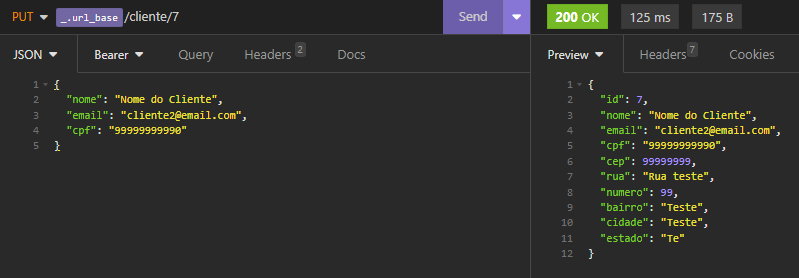 PUT _.url_base /cliente/7 Send 200 OK 125 ms 175 B
JSON Bearer Query Headers 2 Docs Preview Headers 7 Cookies
1 {
2 "nome": "Nome do Cliente",
3 "email": "cliente2@email.com",
4 "cpf": "99999999990"
5 }
1 {
2 "id": 7,
3 "nome": "Nome do Cliente",
4 "email": "cliente2@email.com",
5 "cpf": "99999999990",
6 "cep": 99999999,
7 "rua": "Rua teste",
8 "numero": 99,
9 "bairro": "Teste",
10 "cidade": "Teste",
11 "estado": "Te"
12 }